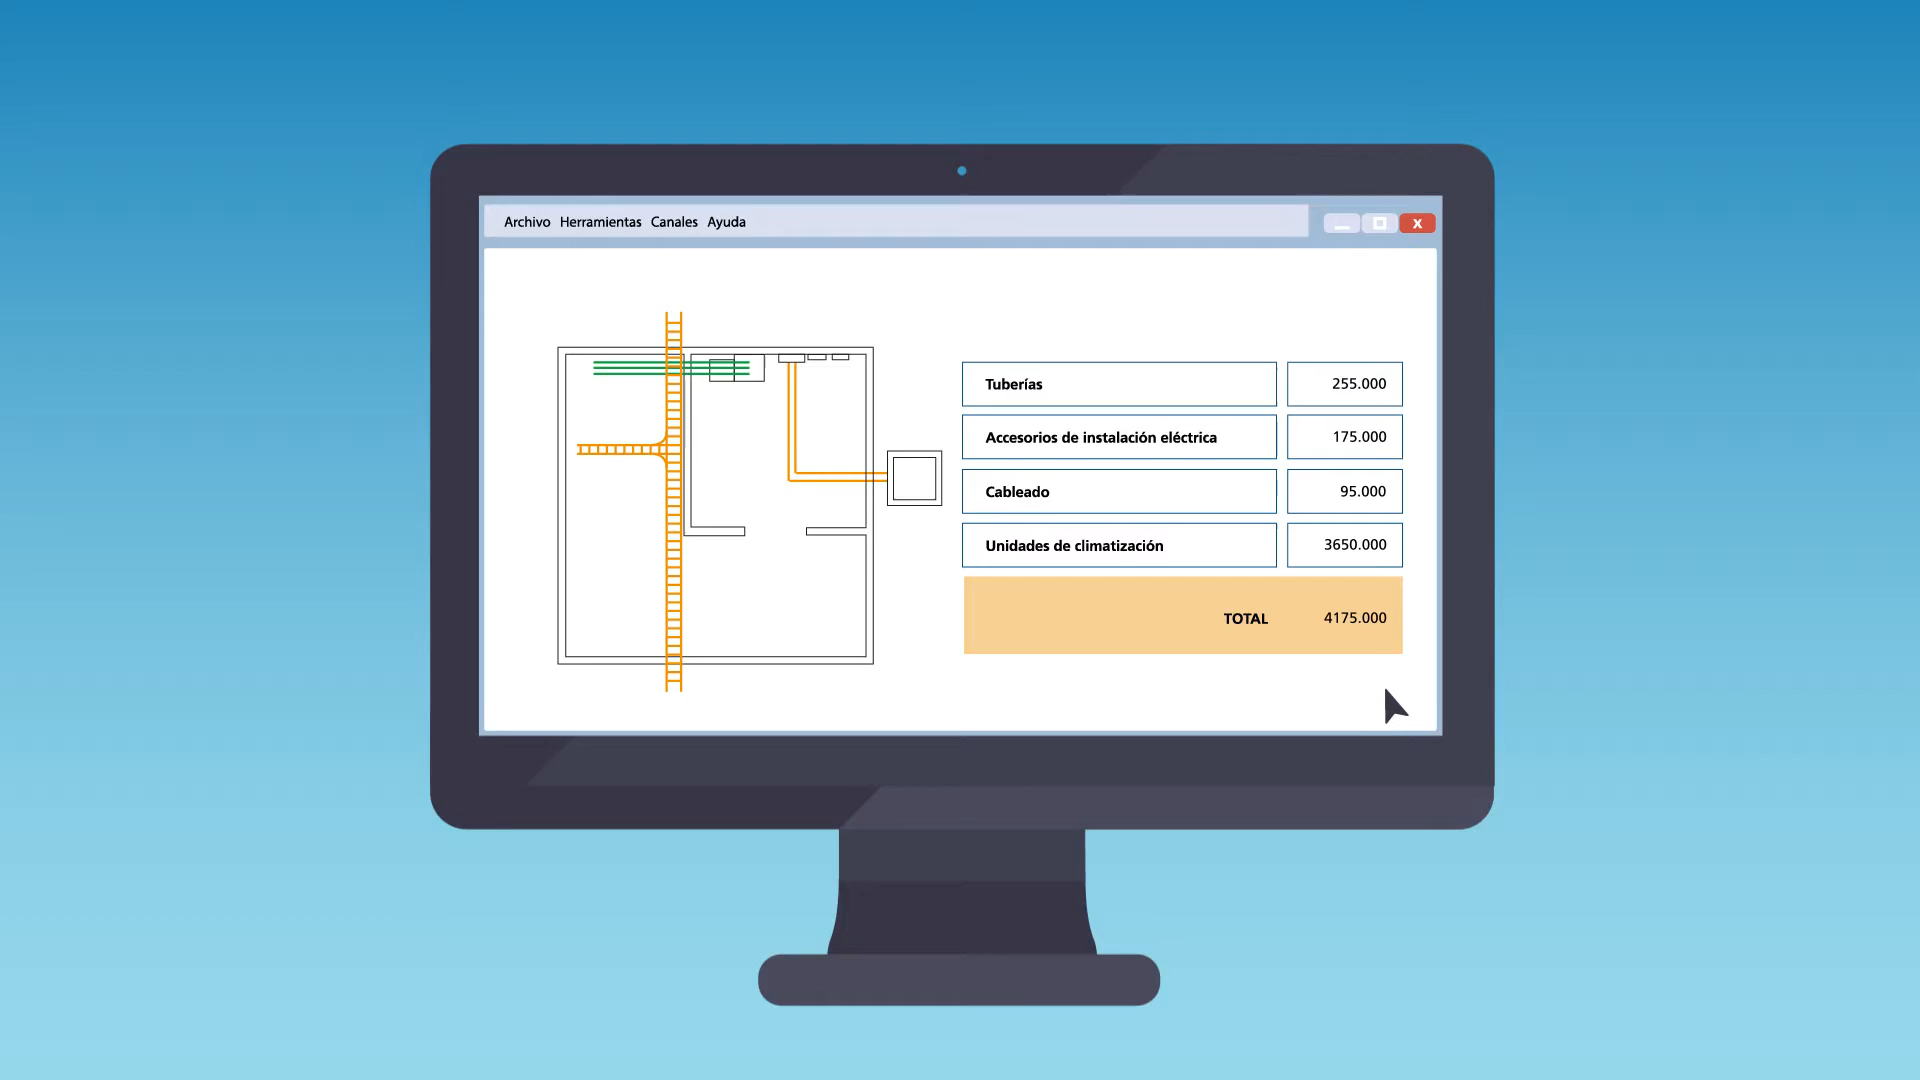 Archivo Herramientas Canales Ayuda
X
Tuberías 255.000
Accesorios de instalación eléctrica 175.000
Cableado 95.000
Unidades de climatización 3650.000
TOTAL 4175.000